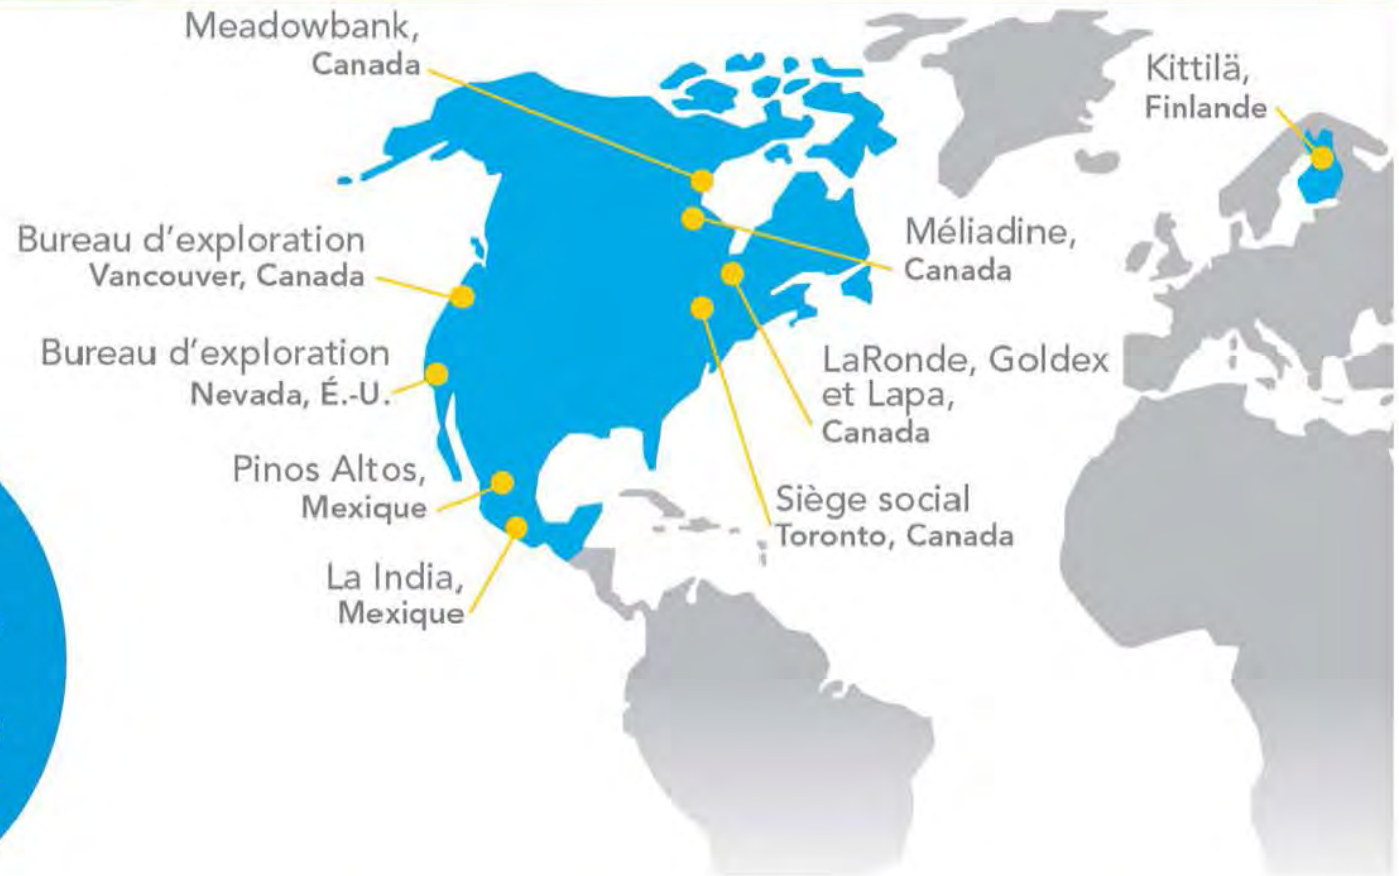 Meadowbank,
Canada
Kittilä,
Finlande
Bureau d'exploration
Vancouver, Canada
Méliadine,
Canada
Bureau d'exploration
Nevada, É.-U.
LaRonde, Goldex
et Lapa,
Canada
Pinos Altos,
Mexique
Siège social
Toronto, Canada
La India,
Mexique